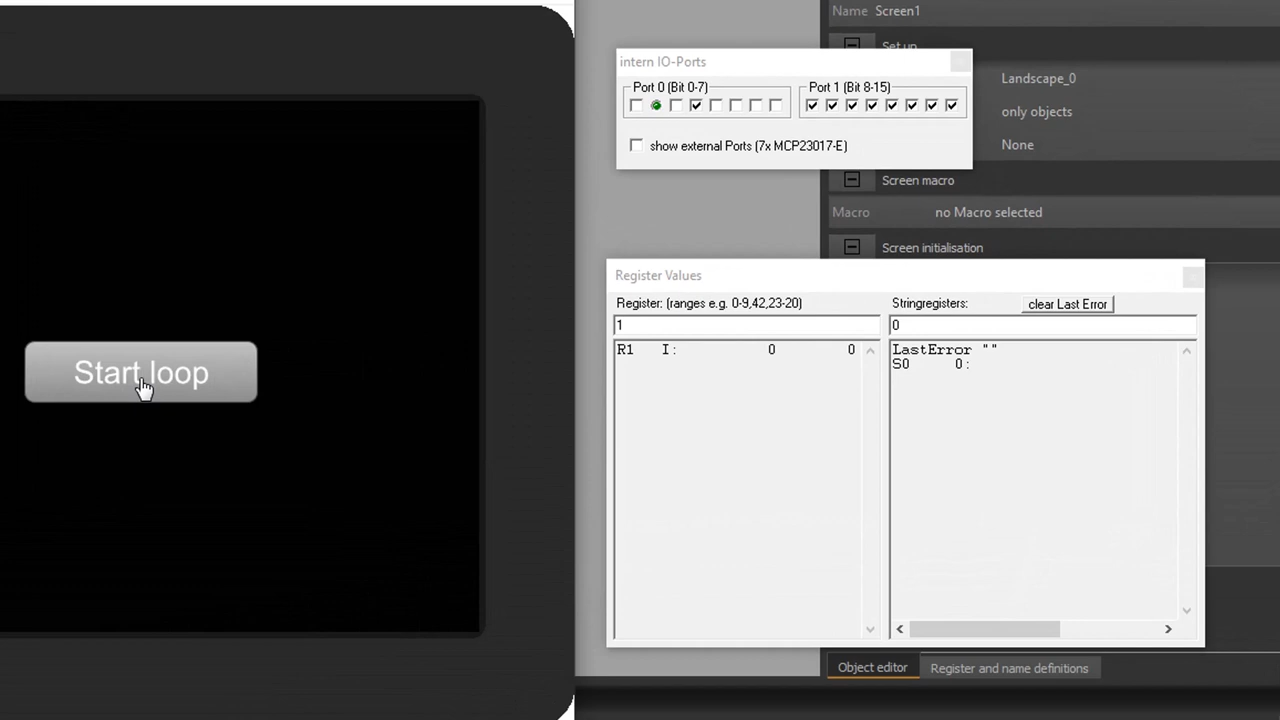 Start loop
intern IO-Ports
Port 0 (Bit 0-7)
Port 1 (Bit 8-15)
show external Ports (7x MCP23017-E)
Name Screen1
Set up
Landscape_0
only objects
None
Screen macro
Macro no Macro selected
Screen initialisation
Register Values
Register: (ranges e.g. 0-9,42,23-20)
1
R1 I: 0 0
Stringregisters:
clear Last Error
0
LastError ""
S0 0:
Object editor
Register and name definitions